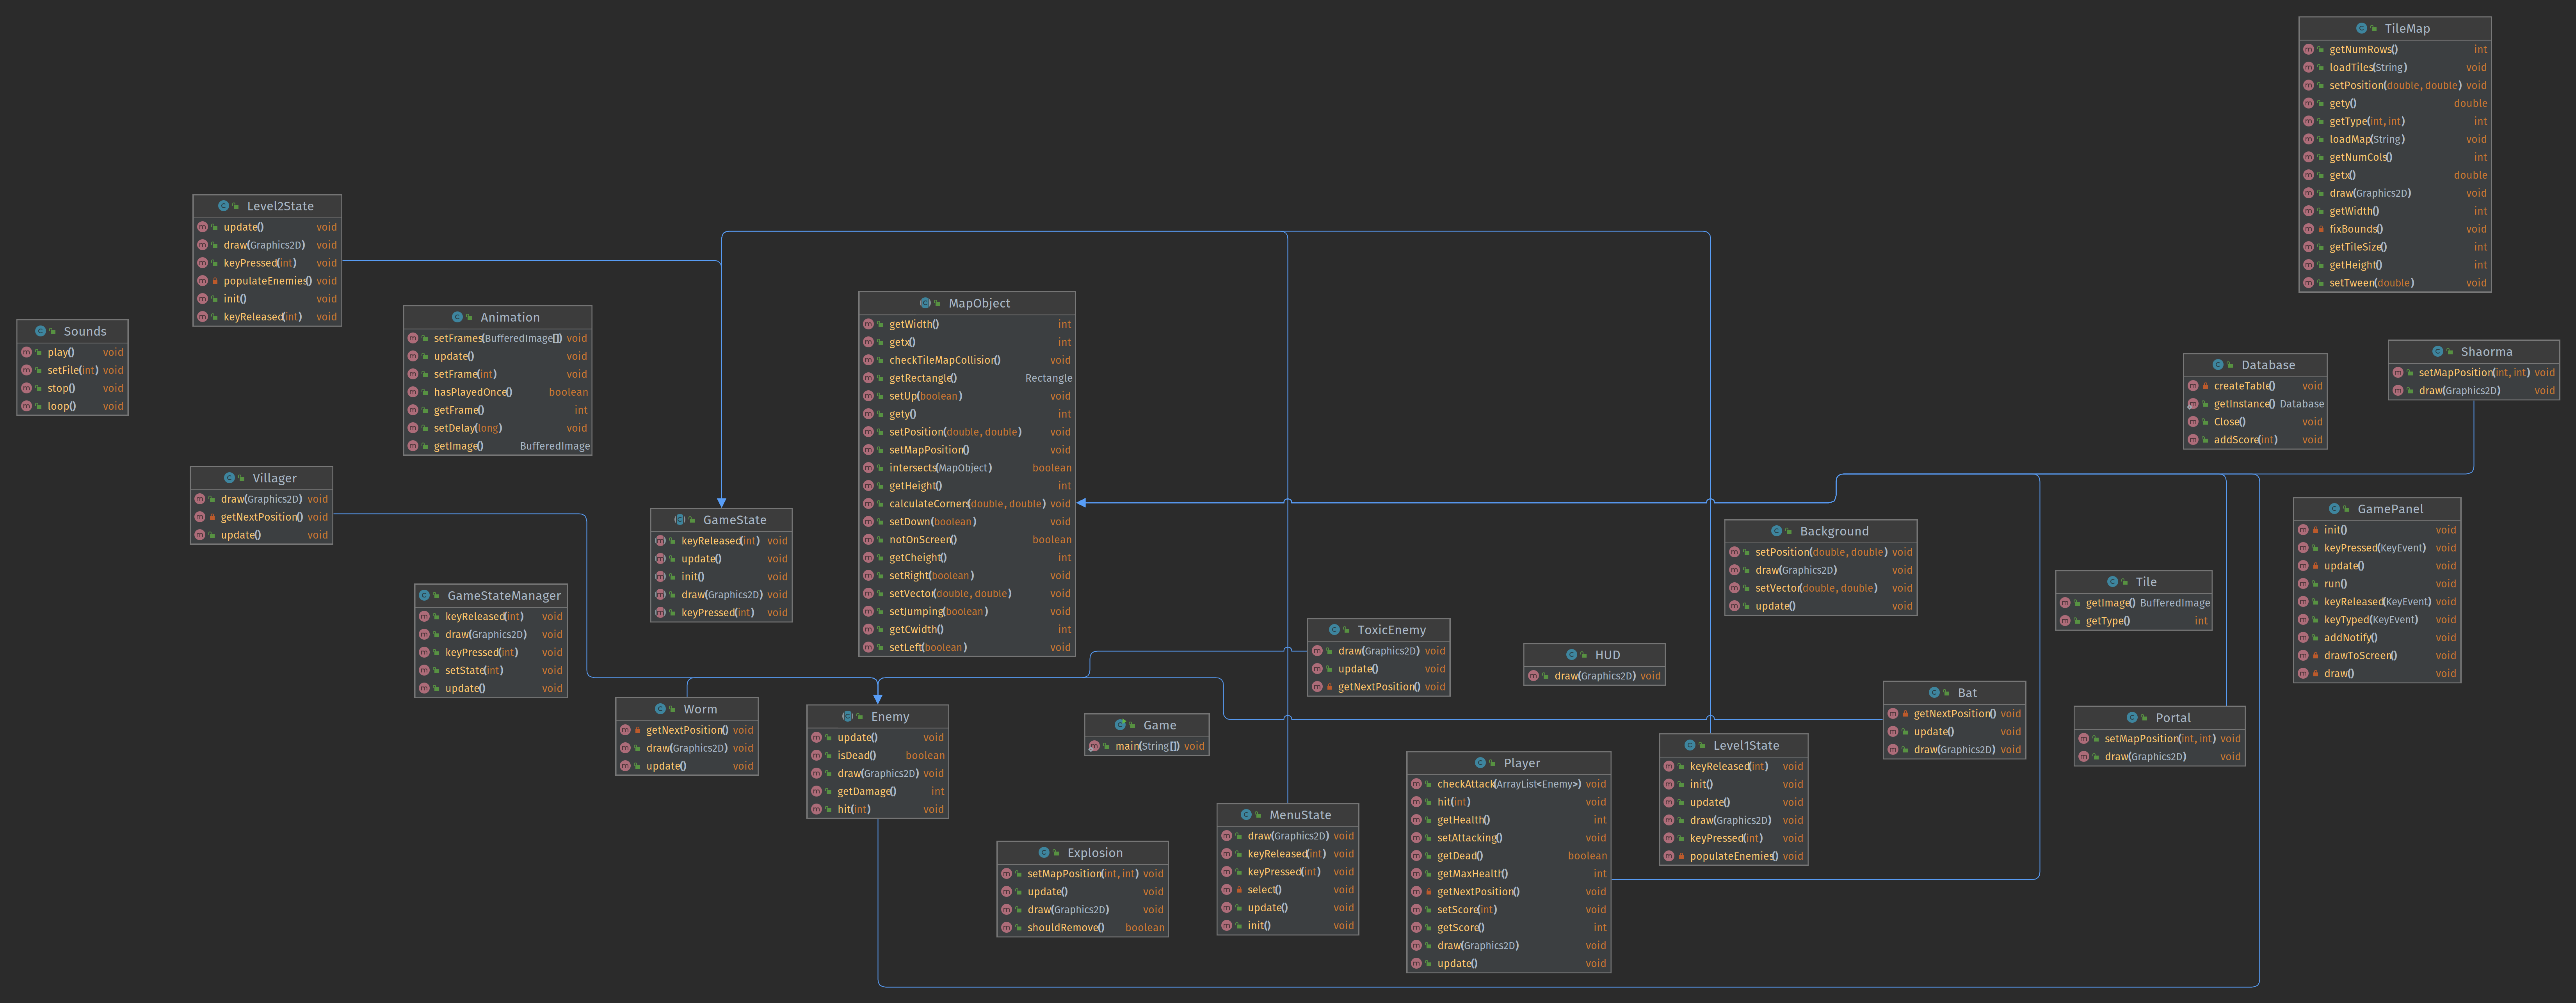 TileMap
getNumRows() int
loadTiles(String) void
setPosition(double, double) void
gety() double
getType(int, int) int
loadMap(String) void
getNumCols() int
getx() double
draw(Graphics2D) void
getWidth() int
fixBounds() void
getTileSize() int
getHeight() int
setTween(double) void
Level2State
update() void
draw(Graphics2D) void
keyPressed(int) void
populateEnemies() void
init() void
keyReleased(int) void
Sounds
play() void
setFile(int) void
stop() void
loop() void
Animation
setFrames(BufferedImage[]) void
update() void
setFrame(int) void
hasPlayedOnce() boolean
getFrame() int
setDelay(long) void
getImage() BufferedImage
MapObject
getWidth() int
getx() int
checkTileMapCollision() void
getRectangle() Rectangle
setUp(boolean) void
gety() int
setPosition(double, double) void
setMapPosition() void
intersects(MapObject) boolean
getHeight() int
calculateCorners(double, double) void
setDown(boolean) void
notOnScreen() boolean
getCheight() int
setRight(boolean) void
setVector(double, double) void
setJumping(boolean) void
getCwidth() int
setLeft(boolean) void
Database
createTable() void
getInstance() Database
Close() void
addScore(int) void
Shaorma
setMapPosition(int, int) void
draw(Graphics2D) void
Villager
draw(Graphics2D) void
getNextPosition() void
update() void
GameState
keyReleased(int) void
update() void
init() void
draw(Graphics2D) void
keyPressed(int) void
Background
setPosition(double, double) void
draw(Graphics2D) void
setVector(double, double) void
update() void
GamePanel
init() void
keyPressed(KeyEvent) void
update() void
run() void
keyReleased(KeyEvent) void
keyTyped(KeyEvent) void
addNotify() void
drawToScreen() void
draw() void
Tile
getImage() BufferedImage
getType() int
GameStateManager
keyReleased(int) void
draw(Graphics2D) void
keyPressed(int) void
setState(int) void
update() void
ToxicEnemy
draw(Graphics2D) void
update() void
getNextPosition() void
HUD
draw(Graphics2D) void
Worm
getNextPosition() void
draw(Graphics2D) void
update() void
Enemy
update() void
isDead() boolean
draw(Graphics2D) void
getDamage() int
hit(int) void
Game
main(String[]) void
Bat
getNextPosition() void
update() void
draw(Graphics2D) void
Portal
setMapPosition(int, int) void
draw(Graphics2D) void
Level1State
keyReleased(int) void
init() void
update() void
draw(Graphics2D) void
keyPressed(int) void
populateEnemies() void
Player
checkAttack(ArrayList<Enemy>) void
hit(int) void
getHealth() int
setAttacking() void
getDead() boolean
getMaxHealth() int
getNextPosition() void
setScore(int) void
getScore() int
draw(Graphics2D) void
update() void
MenuState
draw(Graphics2D) void
keyReleased(int) void
keyPressed(int) void
select() void
update() void
init() void
Explosion
setMapPosition(int, int) void
update() void
draw(Graphics2D) void
shouldRemove() boolean